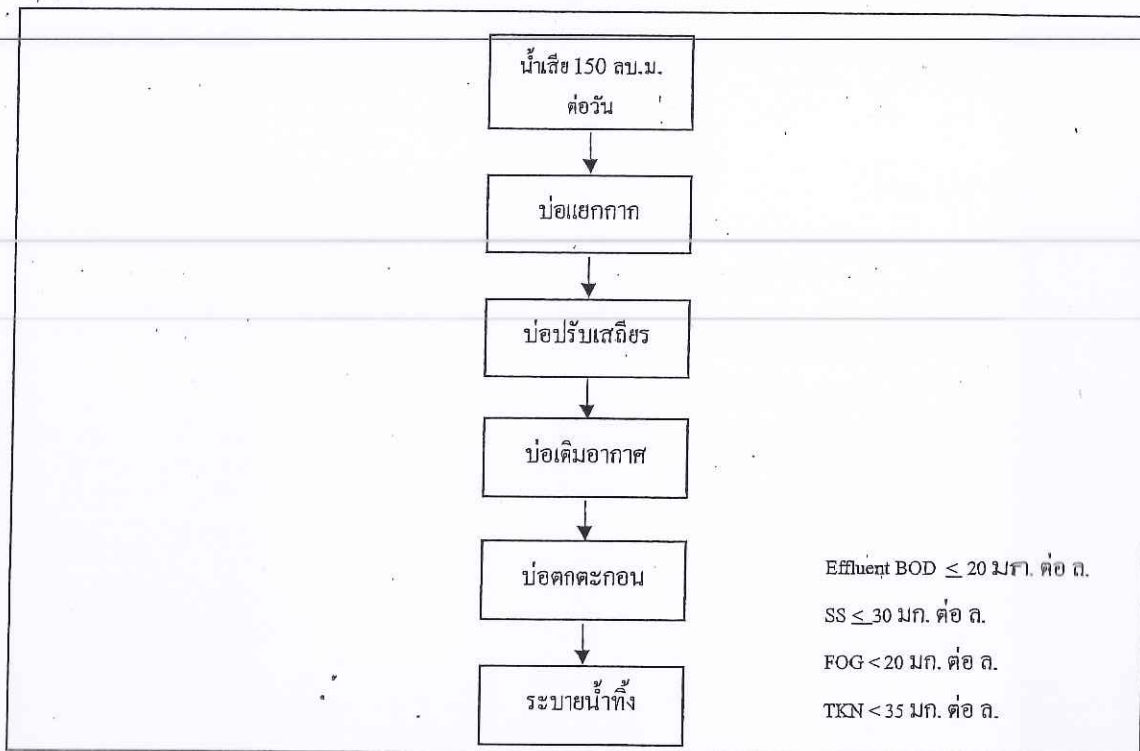 น้ำเสีย 150 ลบ.ม.
ต่อวัน
บ่อแยกกาก
บ่อปรับเสถียร
บ่อเติมอากาศ
บ่อตกตะกอน
ระบายน้ำทิ้ง
Effluent BOD ≤ 20 มก. ต่อ ล.
SS ≤ 30 มก. ต่อ ล.
FOG < 20 มก. ต่อ ล.
TKN < 35 มก. ต่อ ล.